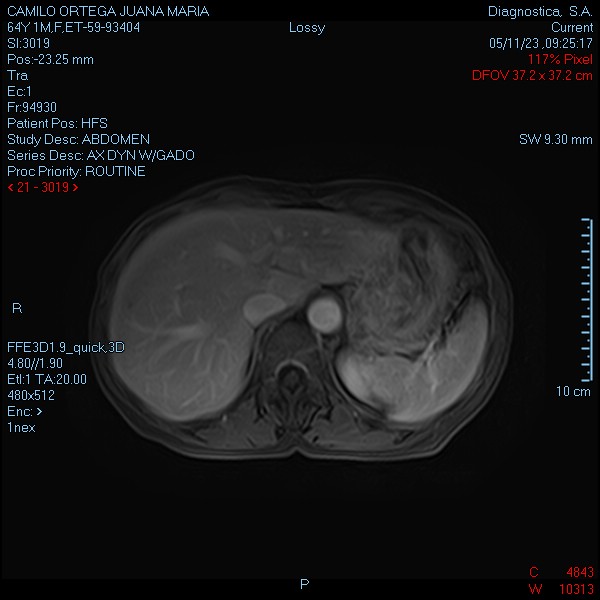 CAMILO ORTEGA JUANA MARIA
64Y 1M,F,ET-59-93404
SI:3019
Pos:-23.25 mm
Tra
Ec:1
Fr:94930
Patient Pos: HFS
Study Desc: ABDOMEN
Series Desc: AX DYN W/GADO
Proc Priority: ROUTINE
< 21 - 3019 >
Lossy
Diagnostica, S.A.
Current
05/11/23 ,09:25:17
117% Pixel
DFOV 37.2 x 37.2 cm
SW 9.30 mm
R
FFE3D1.9_quick,3D
4.80//1.90
Etl:1 TA:20.00
480x512
Enc: >
1nex
10 cm
P
C 4843
W 10313